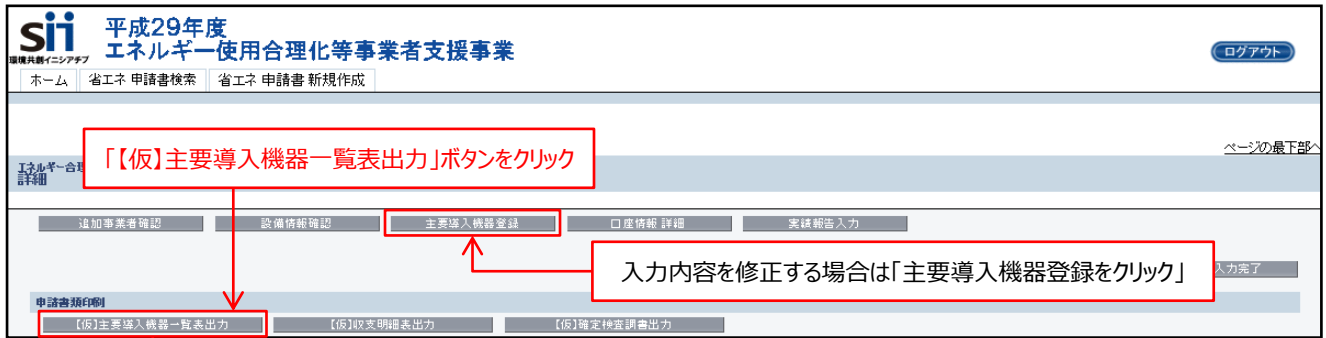 sii
環境共創イニシアチブ
平成29年度
エネルギー使用合理化等事業者支援事業
ログアウト
ホーム 省エネ 申請書検索 省エネ 申請書 新規作成
「【仮】主要導入機器一覧表出力」ボタンをクリック
ページの最下部へ
エネルギー合理
詳細
追加事業者確認 設備情報確認 主要導入機器登録 口座情報 詳細 実績報告入力
入力内容を修正する場合は「主要導入機器登録をクリック」
入力完了
申請書類印刷
【仮】主要導入機器一覧表出力 【仮】収支明細表出力 【仮】確定検査調書出力